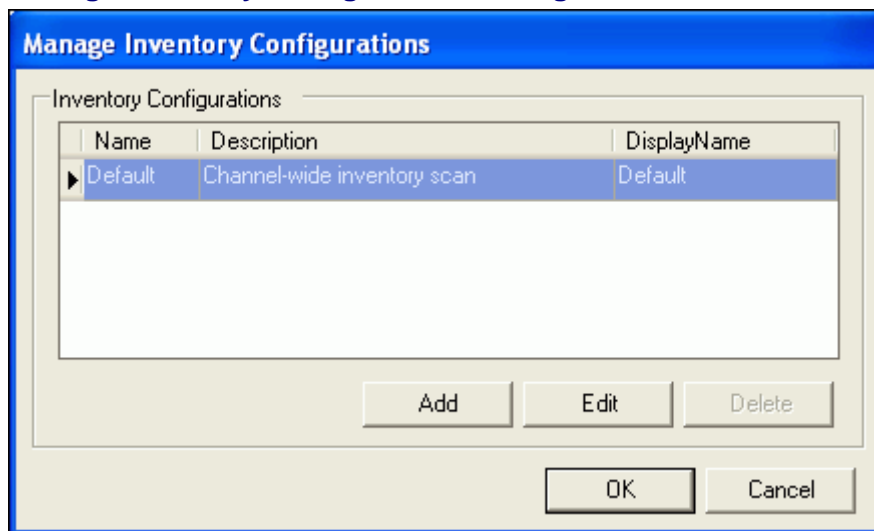 Manage Inventory Configurations
Inventory Configurations
Name Description DisplayName
Default Channel-wide inventory scan Default
Add Edit Delete
OK Cancel